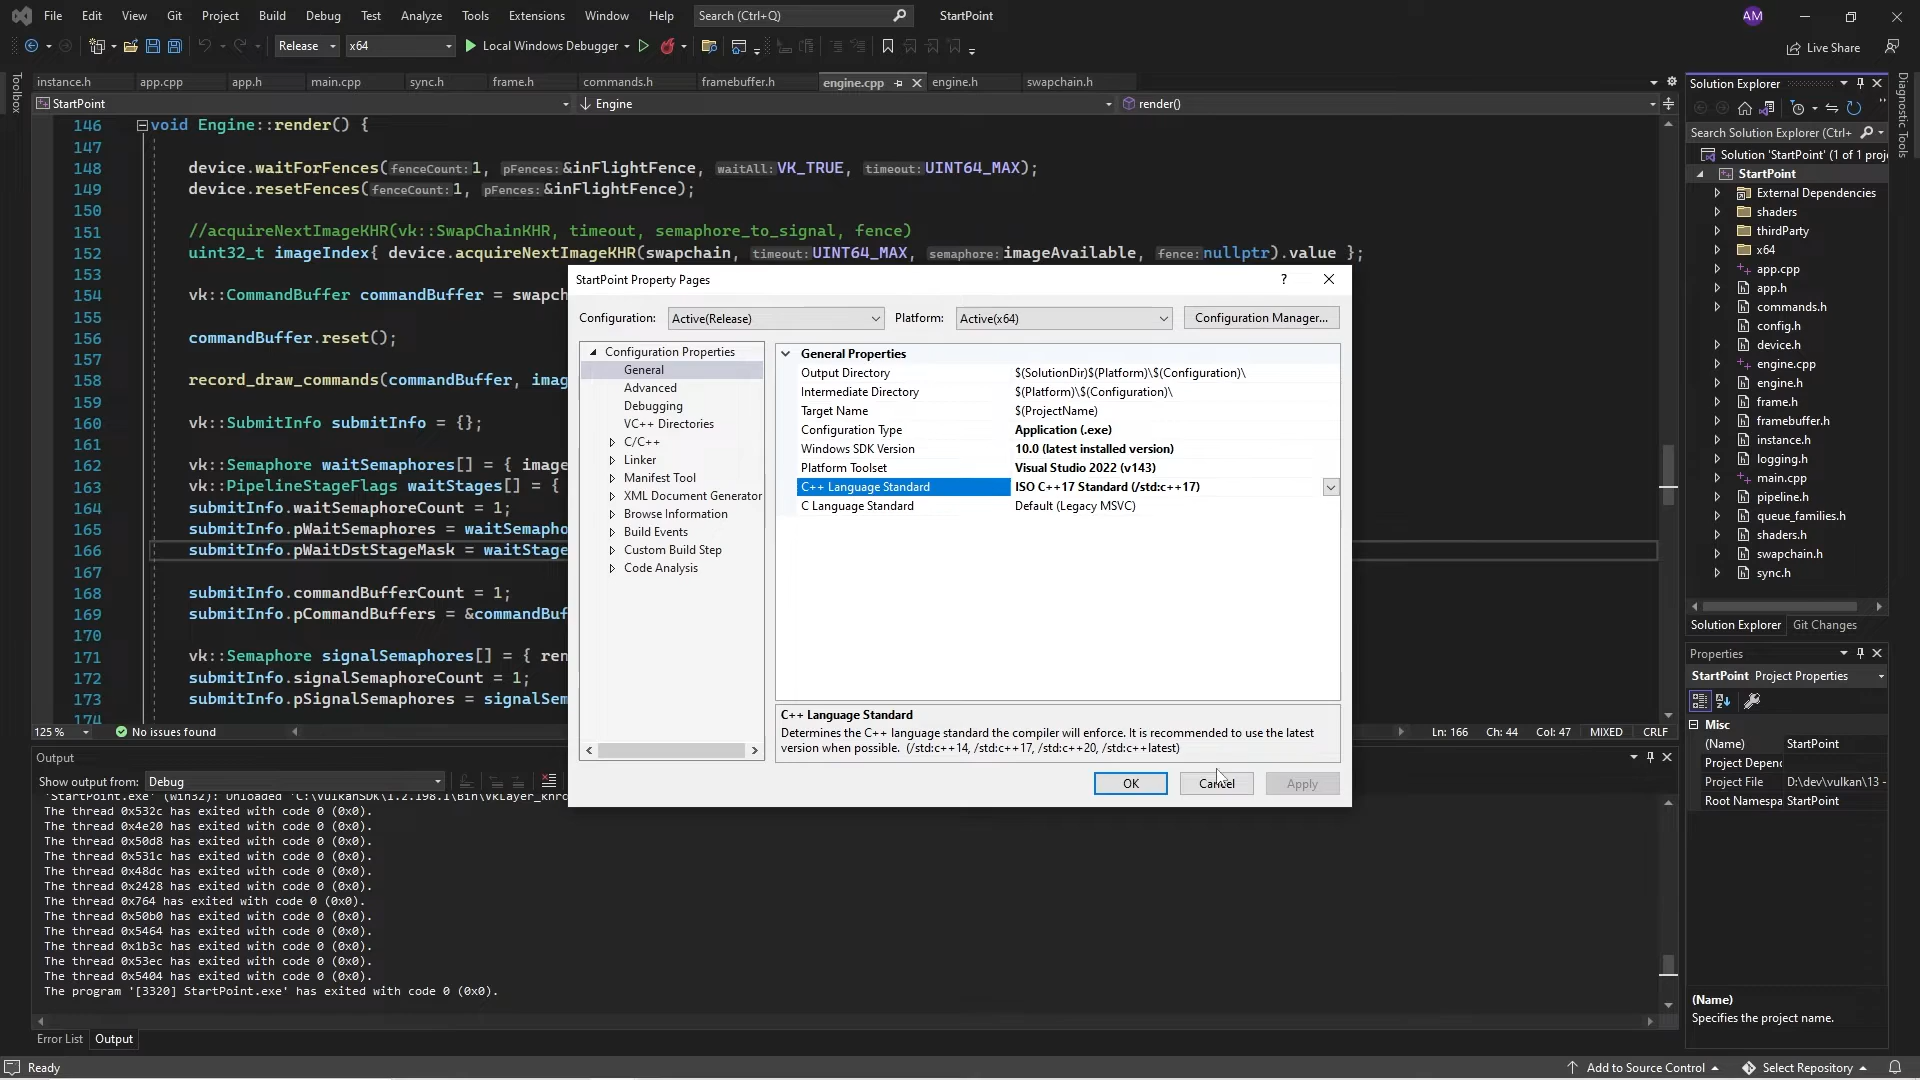 File Edit View Git Project Build Debug Test Analyze Tools Extensions Window Help Search (Ctrl+Q) StartPoint AM
Release x64 Local Windows Debugger Live Share
instance.h app.cpp app.h main.cpp sync.h frame.h commands.h framebuffer.h engine.cpp engine.h swapchain.h
Toolbox
StartPoint Engine render()
146 void Engine::render() {
147
148 device.waitForFences(fenceCount:1, pFences:&inFlightFence, waitAll:VK_TRUE, timeout:UINT64_MAX);
149 device.resetFences(fenceCount:1, pFences:&inFlightFence);
150
151 //acquireNextImageKHR(vk::SwapChainKHR, timeout, semaphore_to_signal, fence)
152 uint32_t imageIndex{ device.acquireNextImageKHR(swapchain, timeout:UINT64_MAX, semaphore:imageAvailable, fence:nullptr).value };
153
154 vk::CommandBuffer commandBuffer = swapch
155
156 commandBuffer.reset();
157
158 record_draw_commands(commandBuffer, imag
159
160 vk::SubmitInfo submitInfo = {};
161
162 vk::Semaphore waitSemaphores[] = { image
163 vk::PipelineStageFlags waitStages[] = {
164 submitInfo.waitSemaphoreCount = 1;
165 submitInfo.pWaitSemaphores = waitSemapho
166 submitInfo.pWaitDstStageMask = waitStage
167
168 submitInfo.commandBufferCount = 1;
169 submitInfo.pCommandBuffers = &commandBuf
170
171 vk::Semaphore signalSemaphores[] = { ren
172 submitInfo.signalSemaphoreCount = 1;
173 submitInfo.pSignalSemaphores = signalSem
174
125 % No issues found Ln: 166 Ch: 44 Col: 47 MIXED CRLF
StartPoint Property Pages ?
Configuration: Active(Release) Platform: Active(x64) Configuration Manager...
Configuration Properties
General
Advanced
Debugging
VC++ Directories
C/C++
Linker
Manifest Tool
XML Document Generator
Browse Information
Build Events
Custom Build Step
Code Analysis
General Properties
Output Directory $(SolutionDir)$(Platform)\$(Configuration)\
Intermediate Directory $(Platform)\$(Configuration)\
Target Name $(ProjectName)
Configuration Type Application (.exe)
Windows SDK Version 10.0 (latest installed version)
Platform Toolset Visual Studio 2022 (v143)
C++ Language Standard ISO C++17 Standard (/std:c++17)
C Language Standard Default (Legacy MSVC)
C++ Language Standard
Determines the C++ language standard the compiler will enforce. It is recommended to use the latest
version when possible. (/std:c++14, /std:c++17, /std:c++20, /std:c++latest)
OK Cancel Apply
Output
Show output from: Debug
'StartPoint.exe' (Win32): Unloaded 'C:\VulkanSDK\1.2.198.1\Bin\VkLayer_khro
The thread 0x532c has exited with code 0 (0x0).
The thread 0x4e20 has exited with code 0 (0x0).
The thread 0x50d8 has exited with code 0 (0x0).
The thread 0x531c has exited with code 0 (0x0).
The thread 0x48dc has exited with code 0 (0x0).
The thread 0x2428 has exited with code 0 (0x0).
The thread 0x764 has exited with code 0 (0x0).
The thread 0x50b0 has exited with code 0 (0x0).
The thread 0x5464 has exited with code 0 (0x0).
The thread 0x1b3c has exited with code 0 (0x0).
The thread 0x53ec has exited with code 0 (0x0).
The thread 0x5404 has exited with code 0 (0x0).
The program '[3320] StartPoint.exe' has exited with code 0 (0x0).
Error List Output
Solution Explorer
Search Solution Explorer (Ctrl+
Solution 'StartPoint' (1 of 1 proj
StartPoint
External Dependencies
shaders
thirdParty
x64
app.cpp
app.h
commands.h
config.h
device.h
engine.cpp
engine.h
frame.h
framebuffer.h
instance.h
logging.h
main.cpp
pipeline.h
queue_families.h
shaders.h
swapchain.h
sync.h
Solution Explorer Git Changes
Properties
StartPoint Project Properties
Misc
(Name) StartPoint
Project Depend
Project File D:\dev\vulkan\13 -
Root Namespa StartPoint
(Name)
Specifies the project name.
Diagnostic Tools
Ready Add to Source Control Select Repository